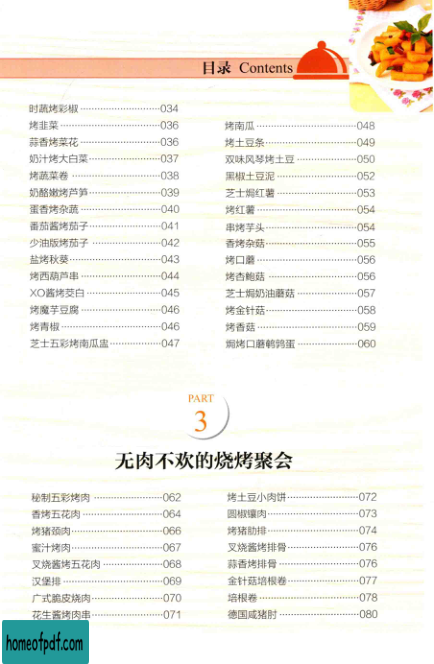 目录 Contents
时蔬烤彩椒 034
烤韭菜 036
蒜香烤菜花 036
奶汁烤大白菜 037
烤蔬菜卷 038
奶酪嫩烤芦笋 039
蛋香烤杂蔬 040
番茄酱烤茄子 041
少油版烤茄子 042
盐烤秋葵 043
烤西葫芦串 044
XO酱烤茭白 045
烤魔芋豆腐 046
烤青椒 046
芝士五彩烤南瓜盅 047
烤南瓜 048
烤土豆条 049
双味风琴烤土豆 050
黑椒土豆泥 052
芝士焗红薯 053
烤红薯 054
串烤芋头 054
香烤杂菇 055
烤口蘑 056
烤杏鲍菇 056
芝士焗奶油蘑菇 057
烤金针菇 058
烤香菇 059
焗烤口蘑鹌鹑蛋 060
PART
3
无肉不欢的烧烤聚会
秘制五彩烤肉 062
香烤五花肉 064
烤猪颈肉 066
蜜汁烤肉 067
叉烧酱烤五花肉 068
汉堡排 069
广式脆皮烧肉 070
花生酱烤肉串 071
烤土豆小肉饼 072
圆椒镶肉 073
烤猪肋排 074
叉烧酱烤排骨 076
蒜香烤排骨 076
金针菇培根卷 077
培根卷 078
德国咸猪肘 080
homeofpdf.com